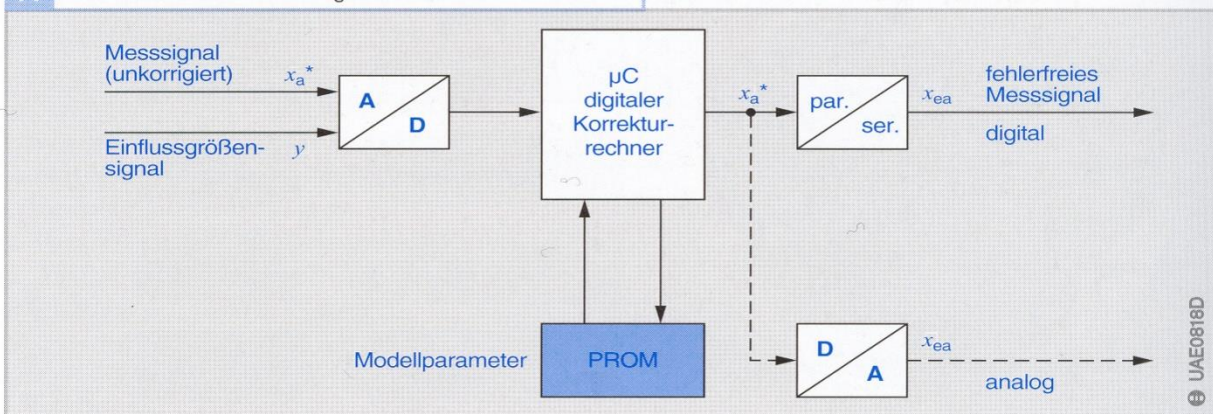 Messsignal
(unkorrigiert) xa*
Einflussgrößen-
signal y
A
D
µC
digitaler
Korrektur-
rechner
xa*
par.
ser.
xea
fehlerfreies
Messsignal
digital
Modellparameter
PROM
D
A
xea
analog
UAE0818D